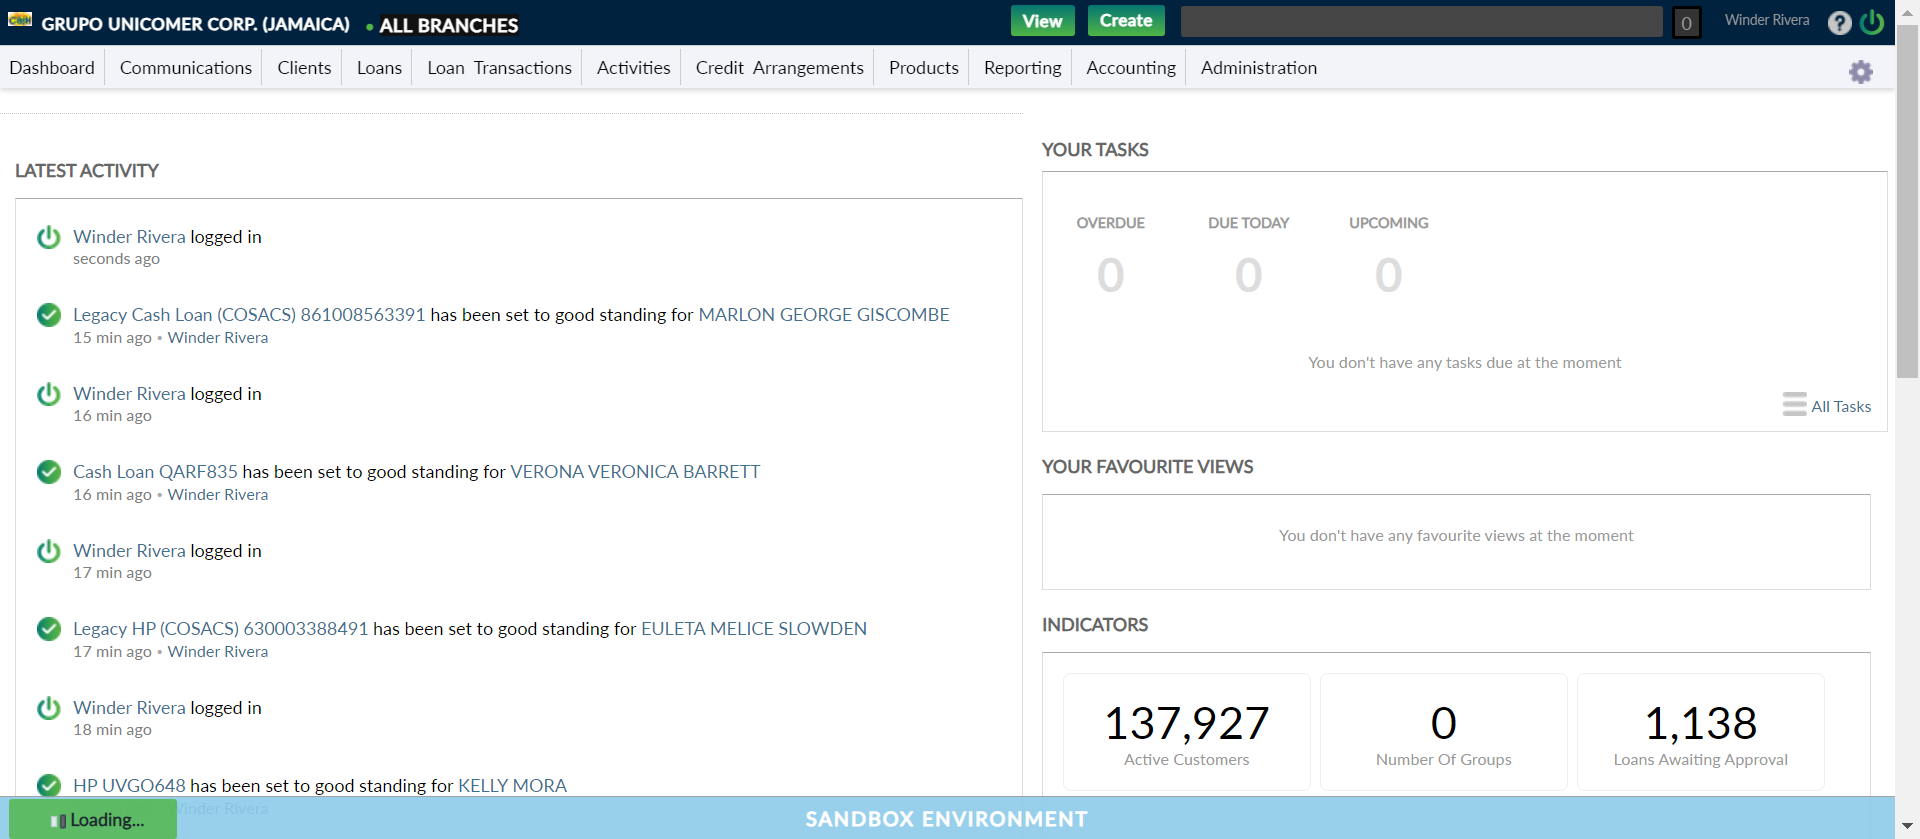 CASH
GRUPO UNICOMER CORP. (JAMAICA) • ALL BRANCHES
View
Create
0
Winder Rivera
?
Dashboard
Communications
Clients
Loans
Loan Transactions
Activities
Credit Arrangements
Products
Reporting
Accounting
Administration
LATEST ACTIVITY
Winder Rivera logged in
seconds ago
Legacy Cash Loan (COSACS) 861008563391 has been set to good standing for MARLON GEORGE GISCOMBE
15 min ago • Winder Rivera
Winder Rivera logged in
16 min ago
Cash Loan QARF835 has been set to good standing for VERONA VERONICA BARRETT
16 min ago • Winder Rivera
Winder Rivera logged in
17 min ago
Legacy HP (COSACS) 630003388491 has been set to good standing for EULETA MELICE SLOWDEN
17 min ago • Winder Rivera
Winder Rivera logged in
18 min ago
HP UVGO648 has been set to good standing for KELLY MORA
Winder Rivera
YOUR TASKS
OVERDUE
0
DUE TODAY
0
UPCOMING
0
You don't have any tasks due at the moment
All Tasks
YOUR FAVOURITE VIEWS
You don't have any favourite views at the moment
INDICATORS
137,927
Active Customers
0
Number Of Groups
1,138
Loans Awaiting Approval
Loading...
SANDBOX ENVIRONMENT